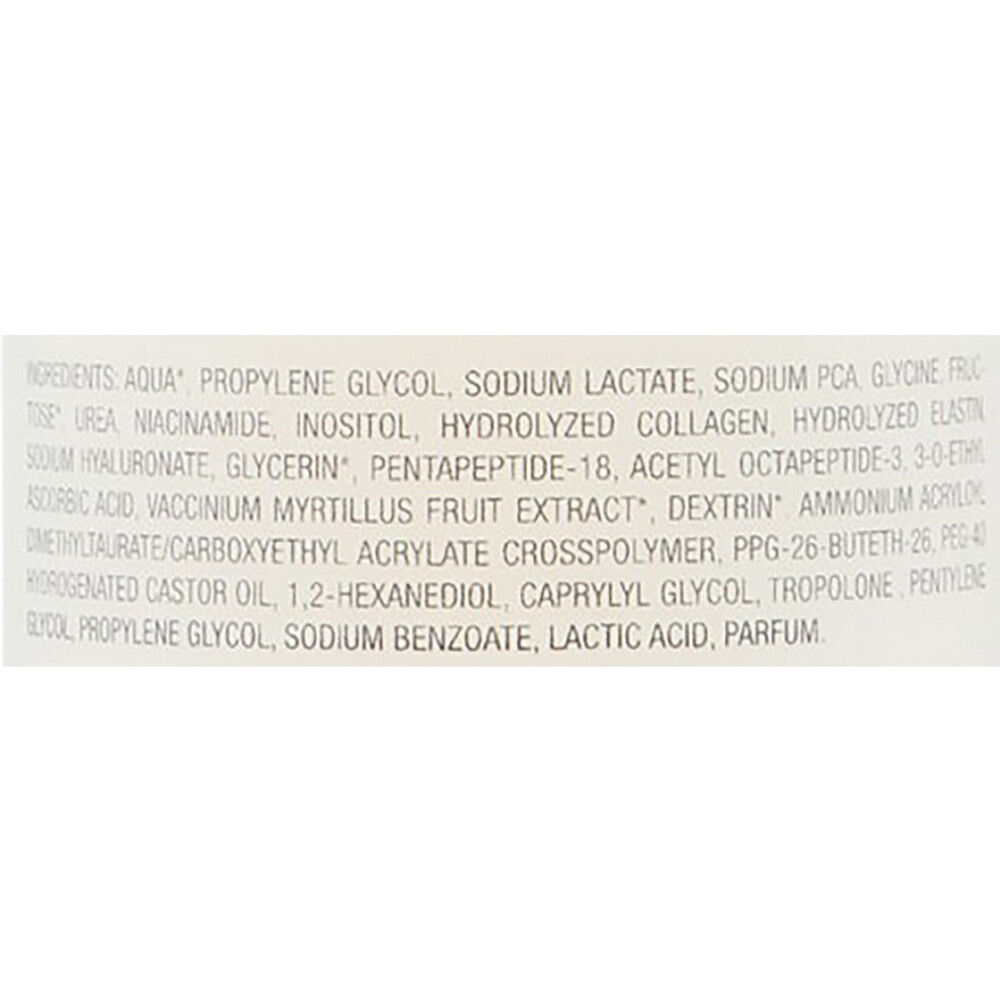 INGREDIENTS: AQUA*, PROPYLENE GLYCOL, SODIUM LACTATE, SODIUM PCA, GLYCINE, FRUC-
TOSE*, UREA, NIACINAMIDE, INOSITOL, HYDROLYZED COLLAGEN, HYDROLYZED ELASTIN,
SODIUM HYALURONATE, GLYCERIN*, PENTAPEPTIDE-18, ACETYL OCTAPEPTIDE-3, 3-O-ETHYL
ASCORBIC ACID, VACCINIUM MYRTILLUS FRUIT EXTRACT*, DEXTRIN*, AMMONIUM ACRYLOYL
DIMETHYLTAURATE/CARBOXYETHYL ACRYLATE CROSSPOLYMER, PPG-26-BUTETH-26, PEG-40
HYDROGENATED CASTOR OIL, 1,2-HEXANEDIOL, CAPRYLYL GLYCOL, TROPOLONE , PENTYLENE
GLYCOL, PROPYLENE GLYCOL, SODIUM BENZOATE, LACTIC ACID, PARFUM.